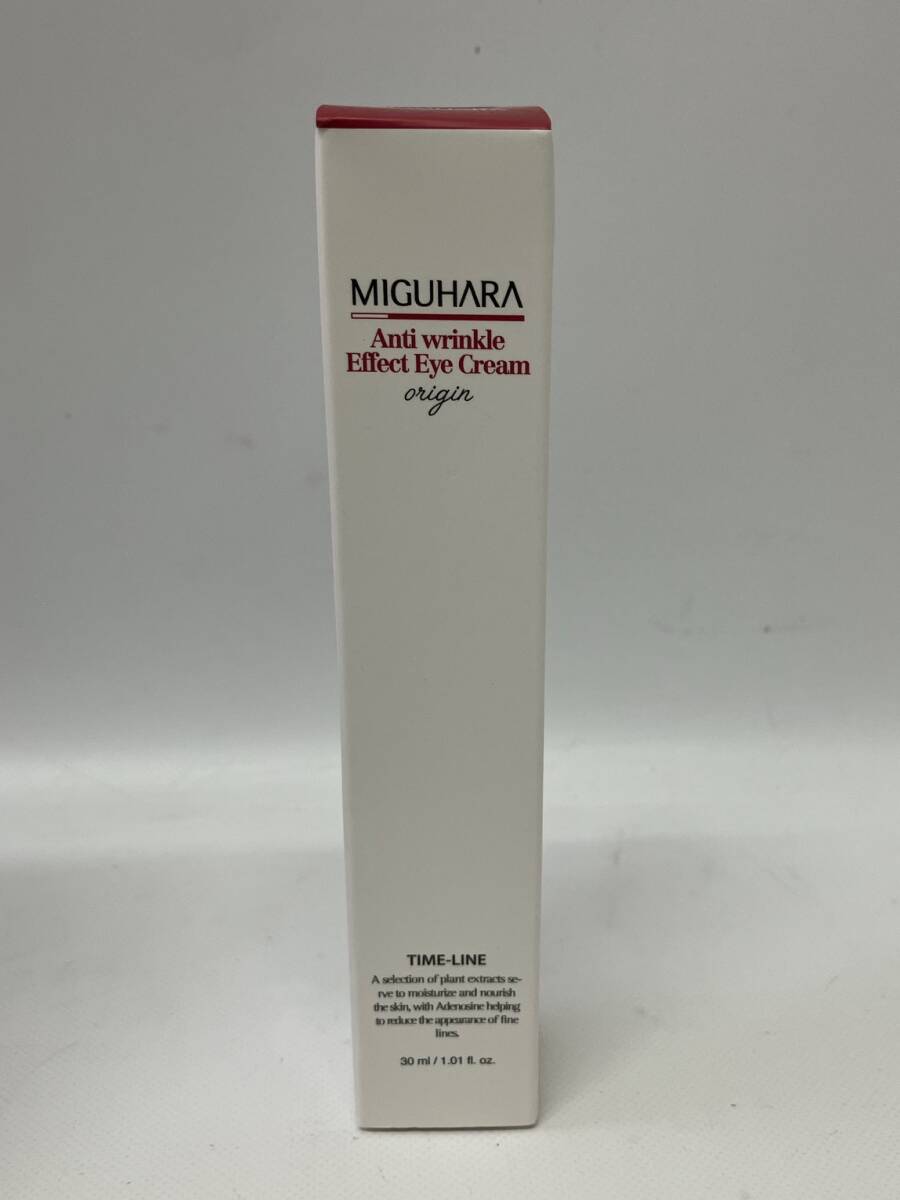 MIGUHARA
Anti wrinkle
Effect Eye Cream
origin
TIME-LINE
A selection of plant extracts se-
rve to moisturize and nourish
the skin, with Adenosine helping
to reduce the appearance of fine
lines.
30 ml / 1.01 fl. oz.